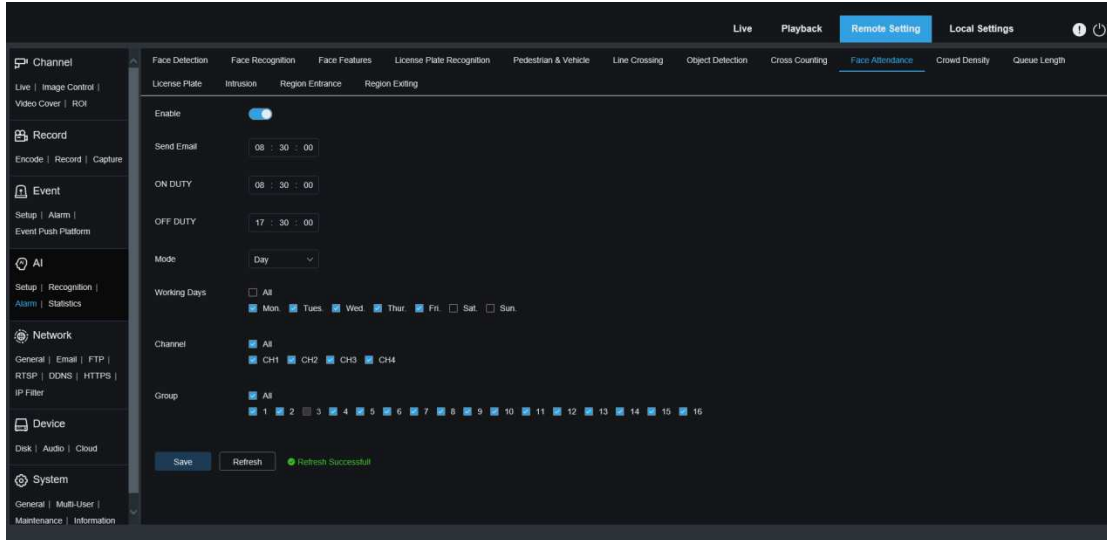 Live Playback Remote Setting Local Settings
Channel
Live | Image Control |
Video Cover | ROI
Record
Encode | Record | Capture
Event
Setup | Alarm |
Event Push Platform
AI
Setup | Recognition |
Alarm | Statistics
Network
General | Email | FTP |
RTSP | DDNS | HTTPS |
IP Filter
Device
Disk | Audio | Cloud
System
General | Multi-User |
Maintenance | Information
Face Detection Face Recognition Face Features License Plate Recognition Pedestrian & Vehicle Line Crossing Object Detection Cross Counting Face Attendance Crowd Density Queue Length
License Plate Intrusion Region Entrance Region Exiting
Enable
Send Email 08 : 30 : 00
ON DUTY 08 : 30 : 00
OFF DUTY 17 : 30 : 00
Mode Day
Working Days All
Mon. Tues. Wed. Thur. Fri. Sat. Sun.
Channel All
CH1 CH2 CH3 CH4
Group All
1 2 3 4 5 6 7 8 9 10 11 12 13 14 15 16
Save Refresh Refresh Successfull